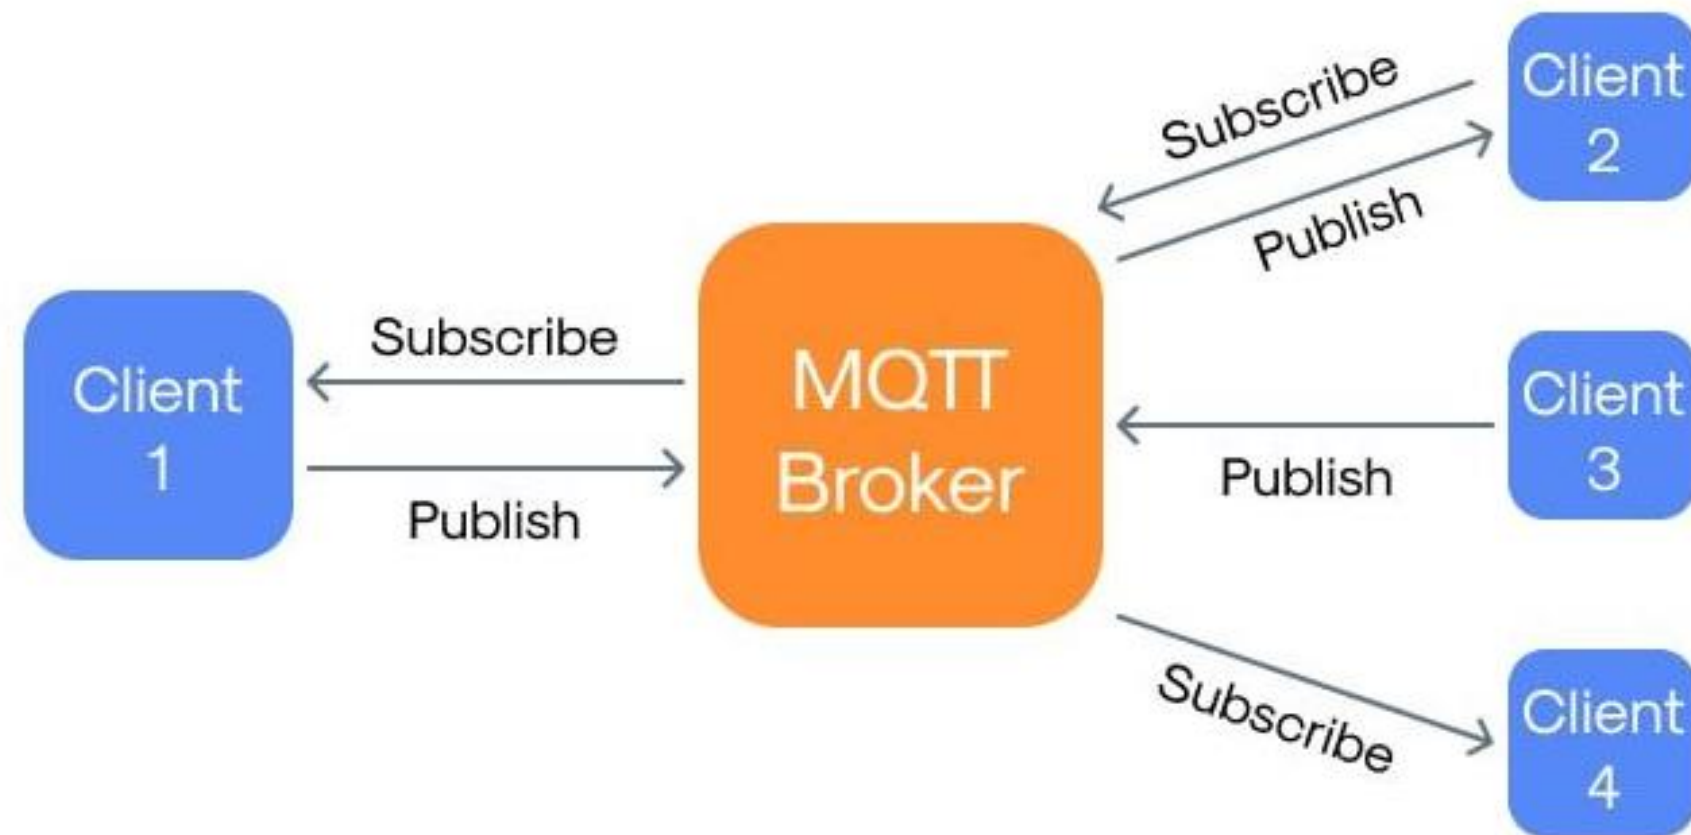 Client
1
Subscribe
Publish
MQTT
Broker
Subscribe
Publish
Client
2
Publish
Client
3
Subscribe
Client
4